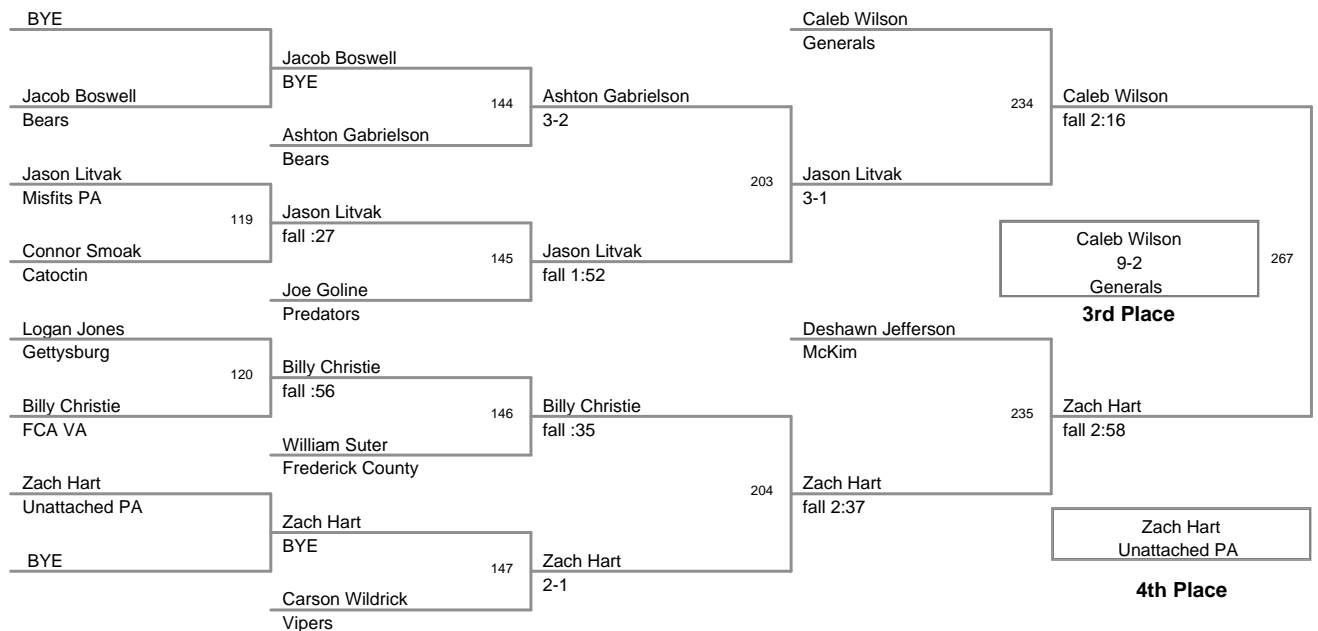 BYE
Jacob Boswell
Bears
Jason Litvak
Misfits PA
119
Connor Smoak
Catoctin
Logan Jones
Gettysburg
120
Billy Christie
FCA VA
Zach Hart
Unattached PA
BYE
Jacob Boswell
BYE
144
Ashton Gabrielson
Bears
Jason Litvak
fall :27
145
Joe Goline
Predators
Billy Christie
fall :56
146
William Suter
Frederick County
Zach Hart
BYE
147
Carson Wildrick
Vipers
Ashton Gabrielson
3-2
203
Jason Litvak
fall 1:52
Billy Christie
fall :35
204
Zach Hart
2-1
Caleb Wilson
Generals
234
Jason Litvak
3-1
Deshawn Jefferson
McKim
235
Zach Hart
fall 2:37
Caleb Wilson
fall 2:16
Caleb Wilson
9-2
Generals
267
3rd Place
Zach Hart
fall 2:58
Zach Hart
Unattached PA
4th Place